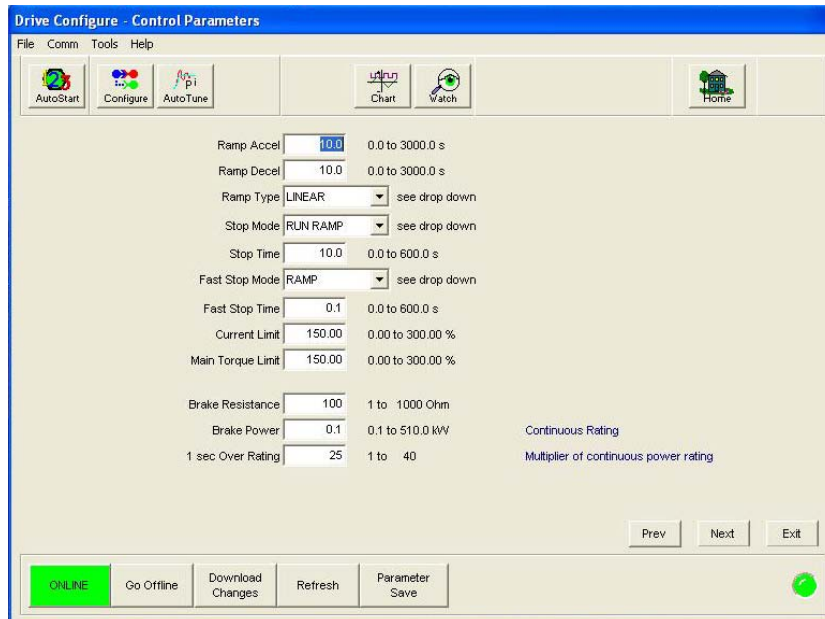 Drive Configure - Control Parameters
File Comm Tools Help
AutoStart Configure AutoTune Chart Watch Home
Ramp Accel 10.0 0.0 to 3000.0 s
Ramp Decel 10.0 0.0 to 3000.0 s
Ramp Type LINEAR see drop down
Stop Mode RUN RAMP see drop down
Stop Time 10.0 0.0 to 600.0 s
Fast Stop Mode RAMP see drop down
Fast Stop Time 0.1 0.0 to 600.0 s
Current Limit 150.00 0.00 to 300.00 %
Main Torque Limit 150.00 0.00 to 300.00 %
Brake Resistance 100 1 to 1000 Ohm
Brake Power 0.1 0.1 to 510.0 kW Continuous Rating
1 sec Over Rating 25 1 to 40 Multiplier of continuous power rating
Prev Next Exit
ONLINE Go Offline Download Changes Refresh Parameter Save